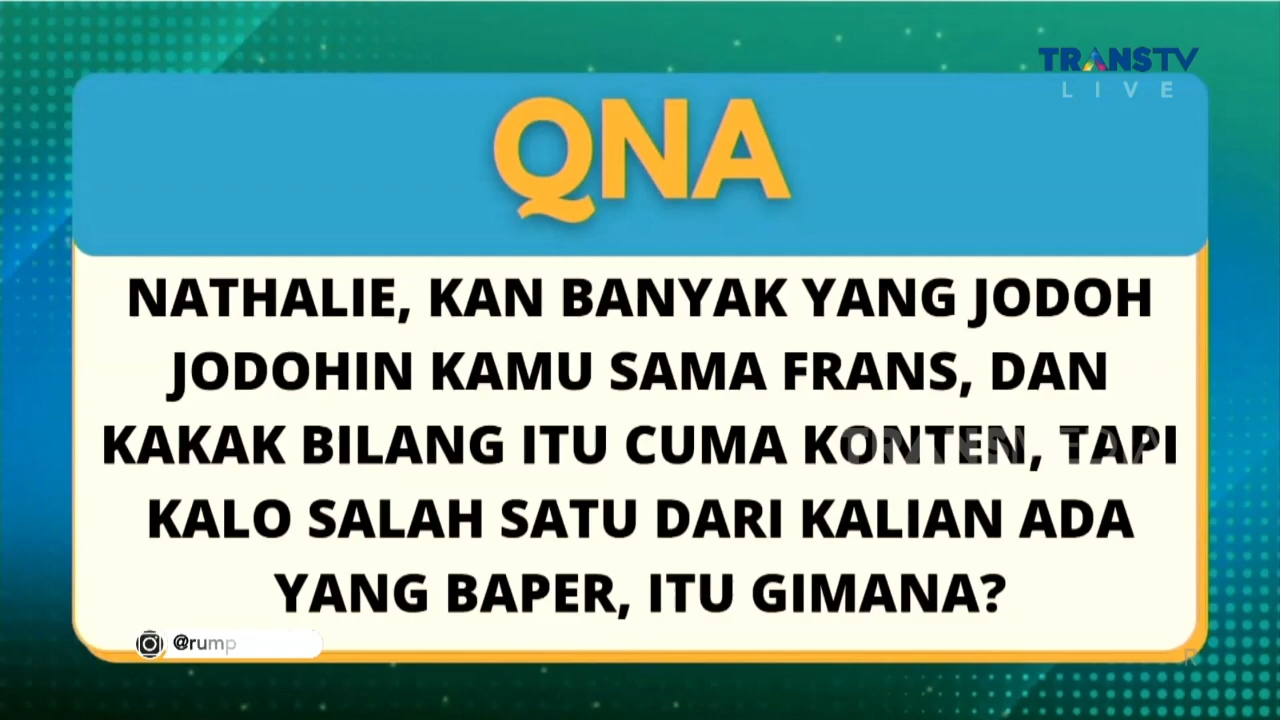 TRANSTV
LIVE
QNA
NATHALIE, KAN BANYAK YANG JODOH
JODOHIN KAMU SAMA FRANS, DAN
KAKAK BILANG ITU CUMA KONTEN, TAPI
KALO SALAH SATU DARI KALIAN ADA
YANG BAPER, ITU GIMANA?
@rump
R